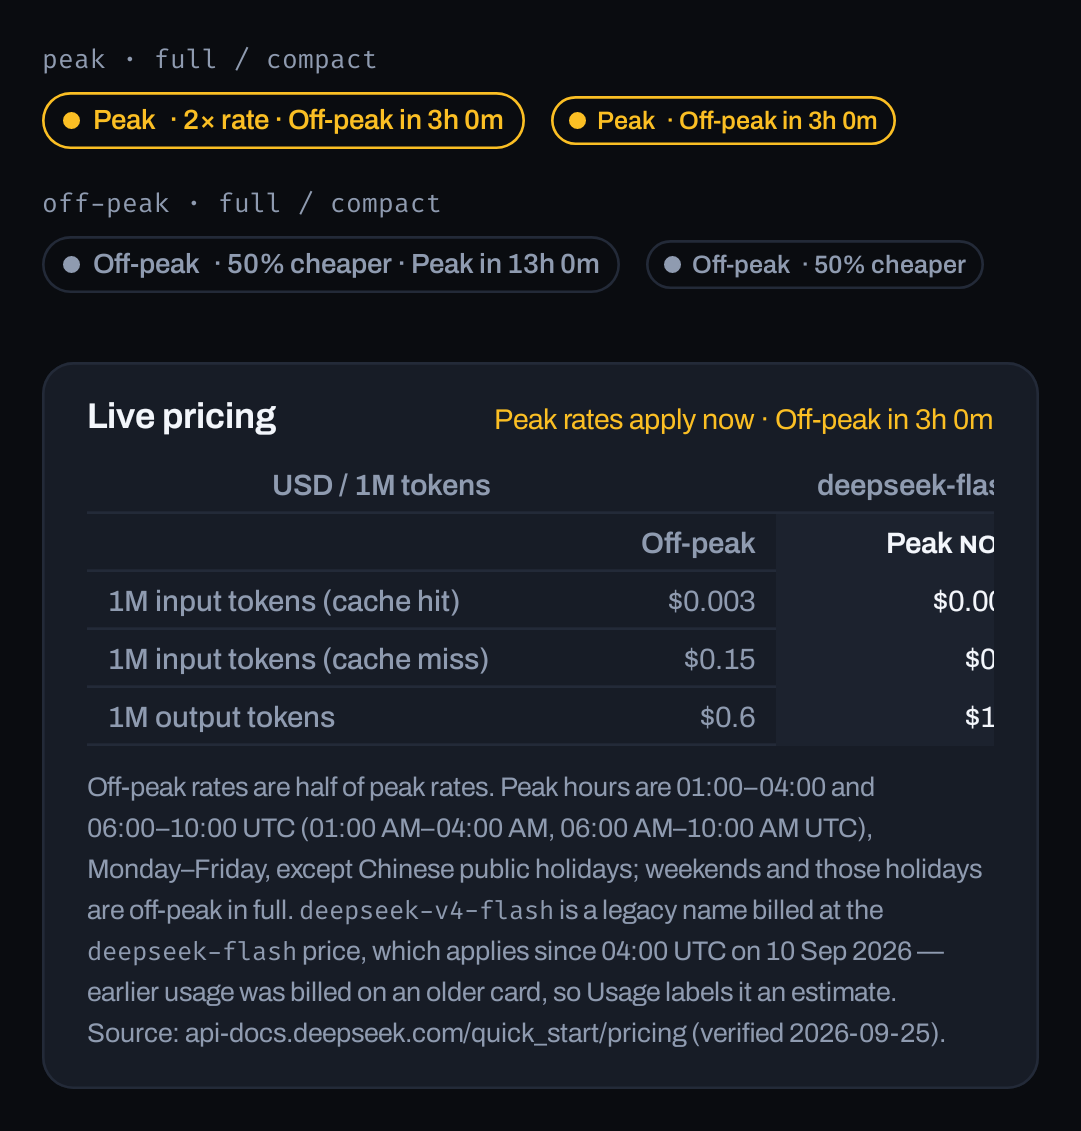 peak · full / compact
Peak · 2× rate · Off-peak in 3h 0m
Peak · Off-peak in 3h 0m
off-peak · full / compact
Off-peak · 50% cheaper · Peak in 13h 0m
Off-peak · 50% cheaper
Live pricing
Peak rates apply now · Off-peak in 3h 0m
USD / 1M tokens
Off-peak
Peak
1M input tokens (cache hit) $0.003
1M input tokens (cache miss) $0.15
1M output tokens $0.6
Off-peak rates are half of peak rates. Peak hours are 01:00–04:00 and
06:00–10:00 UTC (01:00 AM–04:00 AM, 06:00 AM–10:00 AM UTC),
Monday–Friday, except Chinese public holidays; weekends and those holidays
are off-peak in full. deepseek-v4-flash is a legacy name billed at the
deepseek-flash price, which applies since 04:00 UTC on 10 Sep 2026 —
earlier usage was billed on an older card, so Usage labels it an estimate.
Source: api-docs.deepseek.com/quick_start/pricing (verified 2026-09-25).